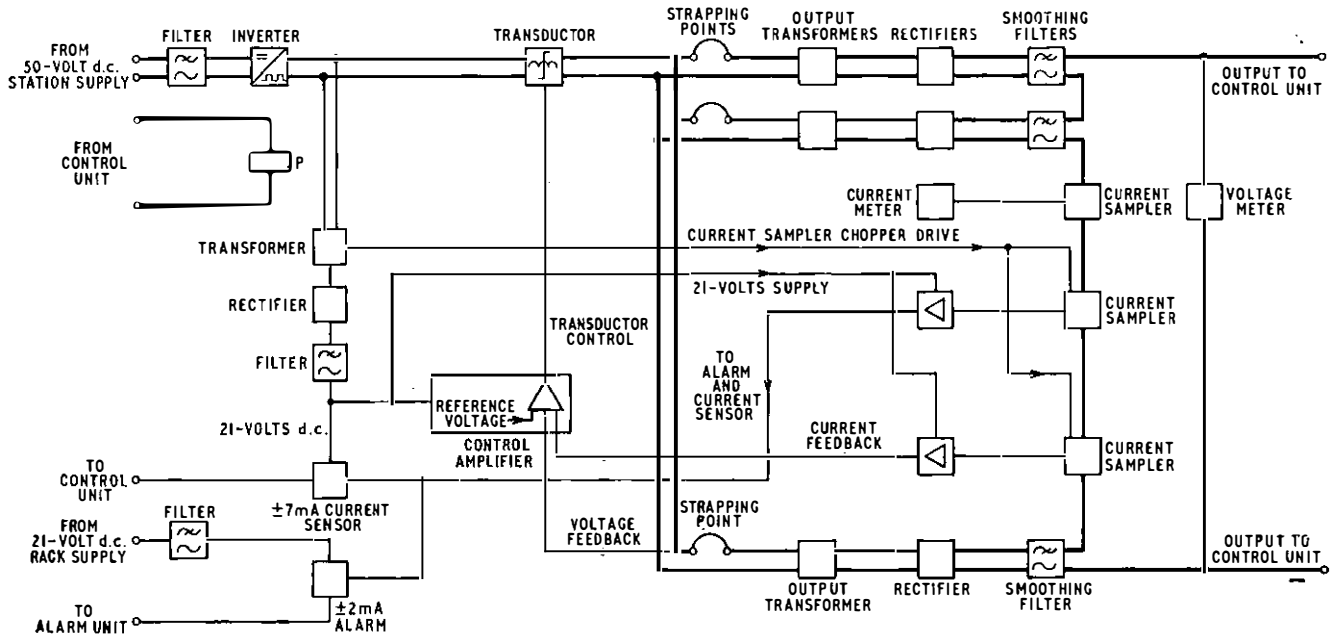 STRAPPING
POINTS
OUTPUT
TRANSFORMERS
RECTIFIERS
SMOOTHING
FILTERS
FILTER
INVERTER
TRANSDUCTOR
FROM
50-VOLT d.c.
STATION SUPPLY
OUTPUT TO
CONTROL UNIT
FROM
CONTROL
UNIT
P
CURRENT
METER
CURRENT
SAMPLER
VOLTAGE
METER
TRANSFORMER
CURRENT SAMPLER CHOPPER DRIVE
21-VOLTS SUPPLY
RECTIFIER
CURRENT
SAMPLER
TRANSDUCTOR
CONTROL
FILTER
TO
ALARM
AND
CURRENT
SENSOR
REFERENCE
VOLTAGE
21-VOLTS d.c.
CONTROL
AMPLIFIER
CURRENT
FEEDBACK
CURRENT
SAMPLER
TO
CONTROL
UNIT
±7mA CURRENT
SENSOR
FILTER
FROM
21-VOLT d.c.
RACK SUPPLY
VOLTAGE
FEEDBACK
STRAPPING
POINT
OUTPUT TO
CONTROL UNIT
OUTPUT
TRANSFORMER
RECTIFIER
SMOOTHING
FILTER
±2mA
ALARM
TO
ALARM UNIT